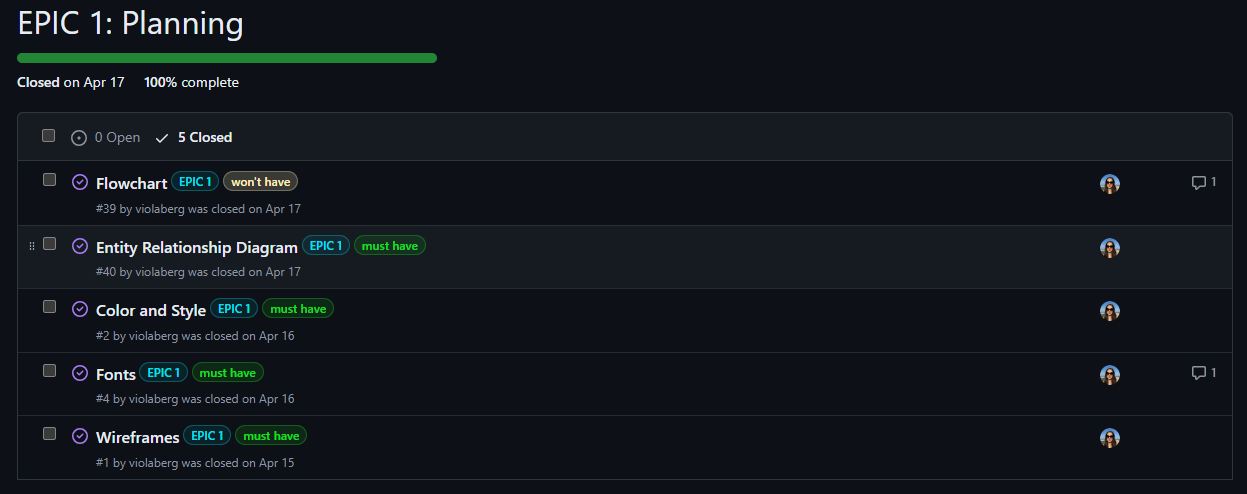 EPIC 1: Planning
Closed on Apr 17 100% complete
0 Open 5 Closed
Flowchart EPIC 1 won't have 1
#39 by violaberg was closed on Apr 17
Entity Relationship Diagram EPIC 1 must have
#40 by violaberg was closed on Apr 17
Color and Style EPIC 1 must have
#2 by violaberg was closed on Apr 16
Fonts EPIC 1 must have 1
#4 by violaberg was closed on Apr 16
Wireframes EPIC 1 must have
#1 by violaberg was closed on Apr 15